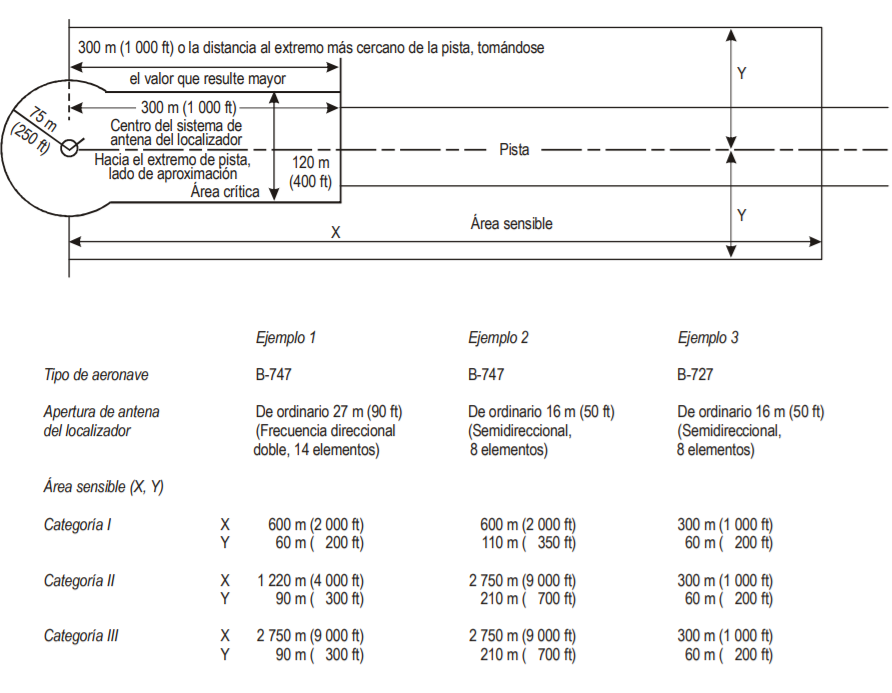 300 m (1 000 ft) o la distancia al extremo más cercano de la pista, tomándose
el valor que resulte mayor
Y
75 m
(250 ft)
300 m (1 000 ft)
Centro del sistema de
antena del localizador
Pista
Hacia el extremo de pista,
lado de aproximación
120 m
(400 ft)
Área crítica
Y
Área sensible
X
Ejemplo 1 Ejemplo 2 Ejemplo 3
Tipo de aeronave B-747 B-747 B-727
Apertura de antena De ordinario 27 m (90 ft) De ordinario 16 m (50 ft) De ordinario 16 m (50 ft)
del localizador (Frecuencia direccional (Semidireccional, (Semidireccional,
doble, 14 elementos) 8 elementos) 8 elementos)
Área sensible (X, Y)
Categoría I X 600 m (2 000 ft) 600 m (2 000 ft) 300 m (1 000 ft)
Y 60 m ( 200 ft) 110 m ( 350 ft) 60 m ( 200 ft)
Categoría II X 1 220 m (4 000 ft) 2 750 m (9 000 ft) 300 m (1 000 ft)
Y 90 m ( 300 ft) 210 m ( 700 ft) 60 m ( 200 ft)
Categoría III X 2 750 m (9 000 ft) 2 750 m (9 000 ft) 300 m (1 000 ft)
Y 90 m ( 300 ft) 210 m ( 700 ft) 60 m ( 200 ft)